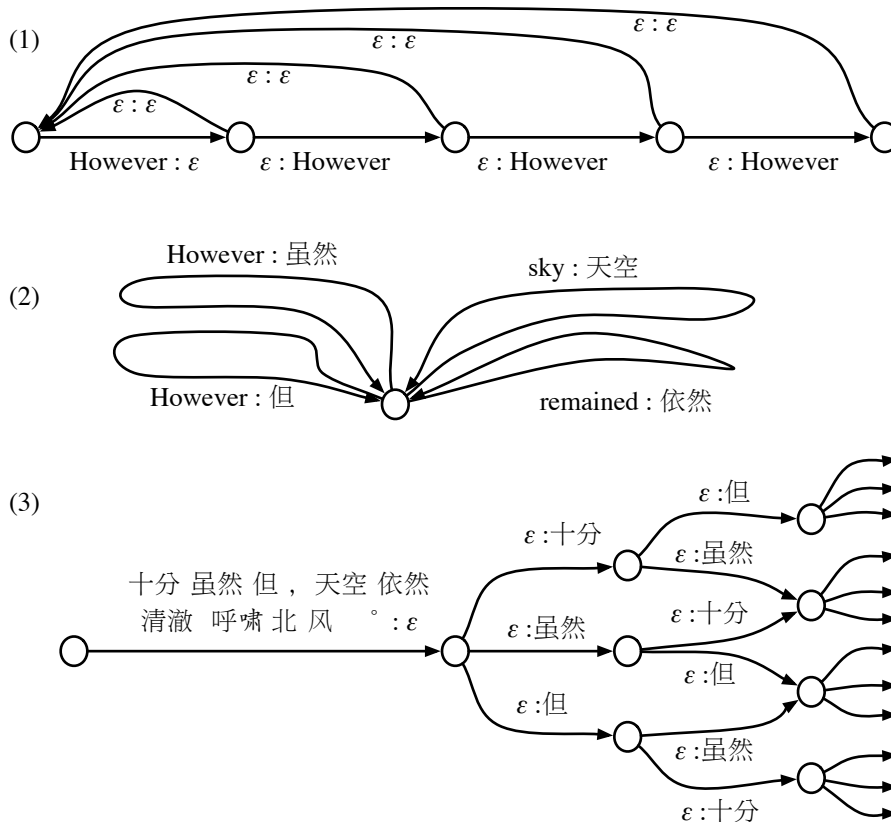 (1)
ε : ε
ε : ε
ε : ε
ε : ε
However : ε
ε : However
ε : However
ε : However
(2)
However : 虽然
sky : 天空
However : 但
remained : 依然
(3)
ε :但
ε :十分
ε :虽然
十分 虽然 但 , 天空 依然
清澈 呼啸 北 风 。 : ε
ε :十分
ε :虽然
ε :但
ε :但
ε :虽然
ε :十分